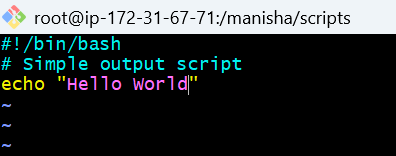 root@ip-172-31-67-71:/manisha/scripts
#!/bin/bash
# Simple output script
echo "Hello World"
~
~
~